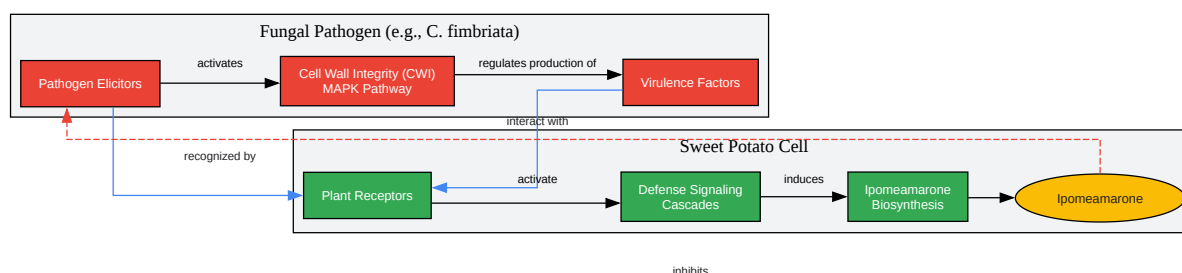 Fungal Pathogen (e.g., C. fimbriata)
activates
regulates production of
Pathogen Elicitors
Cell Wall Integrity (CWI)
MAPK Pathway
Virulence Factors
interact with
Sweet Potato Cell
recognized by
activate
induces
Plant Receptors
Defense Signaling
Cascades
Ipomeamarone
Biosynthesis
Ipomeamarone
inhibits